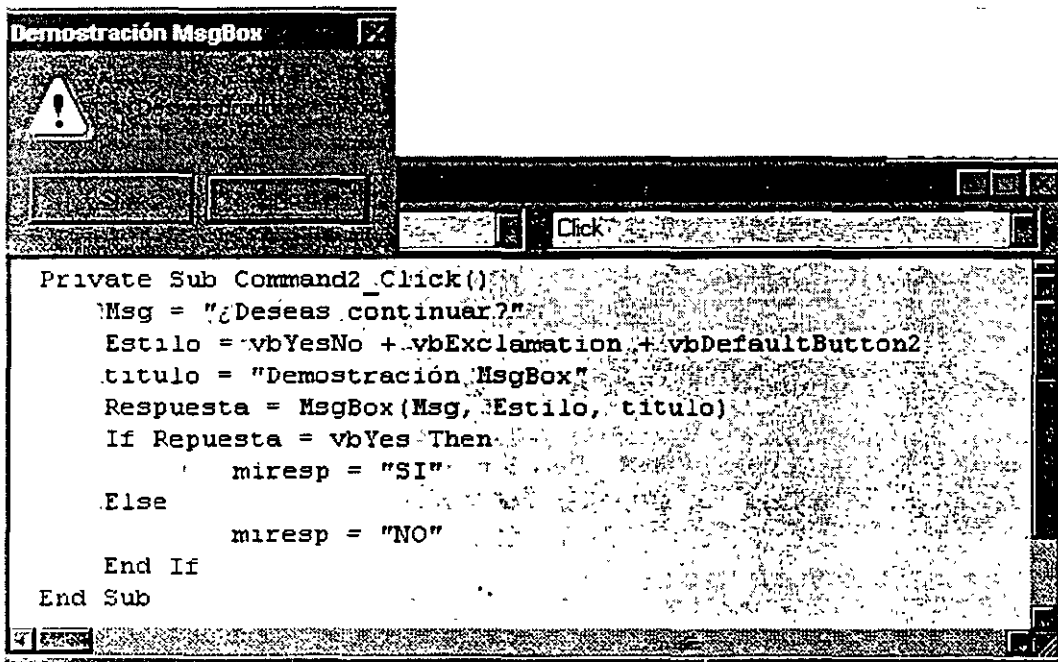 Demostración MsgBox
Click
Private Sub Command2_Click()
Msg = "¿Deseas continuar?"
Estilo = vbYesNo + vbExclamation + vbDefaultButton2
titulo = "Demostración MsgBox"
Respuesta = MsgBox(Msg, Estilo, titulo)
If Repuesta = vbYes Then
miresp = "SI"
Else
miresp = "NO"
End If
End Sub